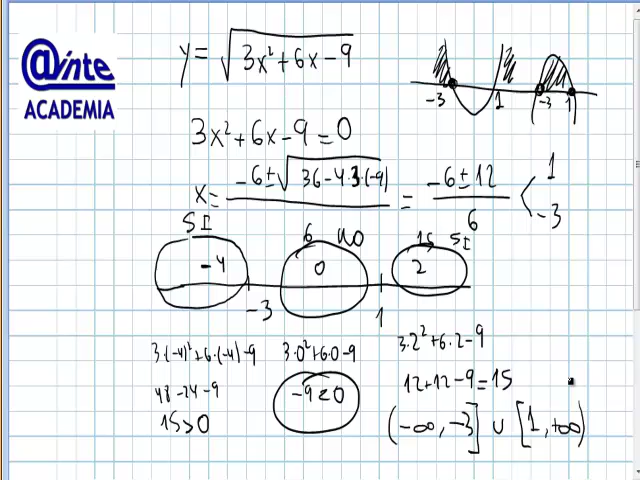 @inte
ACADEMIA
y = √(3x²+6x-9)
-3 1 -3 1
3x²+6x-9=0
x = (-6±√(36-4·3·(-9)))/6 = (-6±12)/6 < 1
-3
SI NO 15 SI
-4 0 2
-3 1
3·(-4)²+6·(-4)-9 3·0²+6·0-9 3·2²+6·2-9
48-24-9 -9<0 12+12-9=15
15>0 (-∞,-3] ∪ [1,+∞)